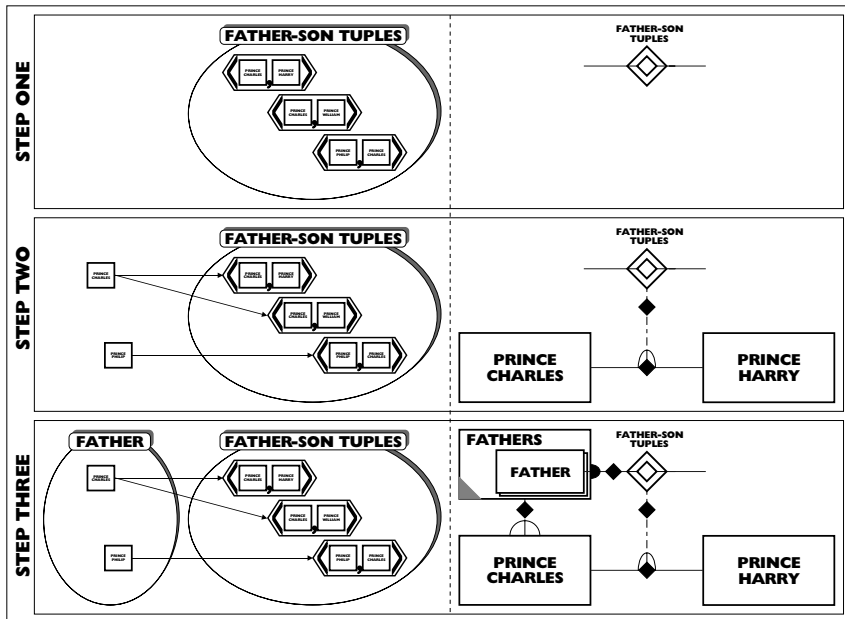 STEP ONE
FATHER-SON TUPLES
PRINCE CHARLES
PRINCE HARRY
,
PRINCE CHARLES
PRINCE WILLIAM
,
PRINCE PHILIP
PRINCE CHARLES
,
FATHER-SON
TUPLES
STEP TWO
PRINCE CHARLES
PRINCE PHILIP
FATHER-SON TUPLES
PRINCE CHARLES
PRINCE HARRY
,
PRINCE CHARLES
PRINCE WILLIAM
,
PRINCE PHILIP
PRINCE CHARLES
,
FATHER-SON
TUPLES
PRINCE
CHARLES
PRINCE
HARRY
STEP THREE
FATHER
PRINCE CHARLES
PRINCE PHILIP
FATHER-SON TUPLES
PRINCE CHARLES
PRINCE HARRY
,
PRINCE CHARLES
PRINCE WILLIAM
,
PRINCE PHILIP
PRINCE CHARLES
,
FATHERS
FATHER
FATHER-SON
TUPLES
PRINCE
CHARLES
PRINCE
HARRY